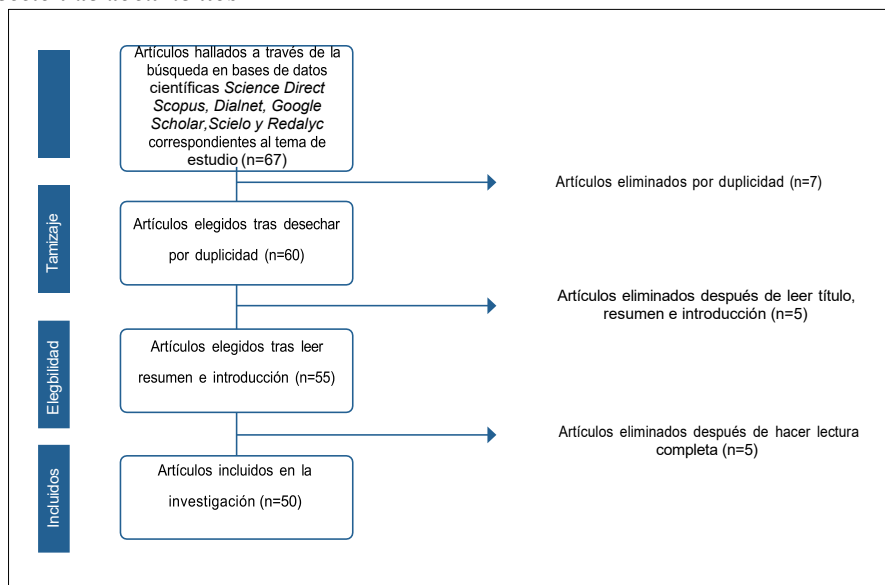 Artículos hallados a través de la
búsqueda en bases de datos
científicas Science Direct
Scopus, Dialnet, Google
Scholar,Scielo y Redalyc
correspondientes al tema de
estudio (n=67)
Artículos eliminados por duplicidad (n=7)
Tamizaje
Artículos elegidos tras desechar
por duplicidad (n=60)
Artículos eliminados después de leer título,
resumen e introducción (n=5)
Elegbilidad
Artículos elegidos tras leer
resumen e introducción (n=55)
Artículos eliminados después de hacer lectura
completa (n=5)
Incluidos
Artículos incluidos en la
investigación (n=50)